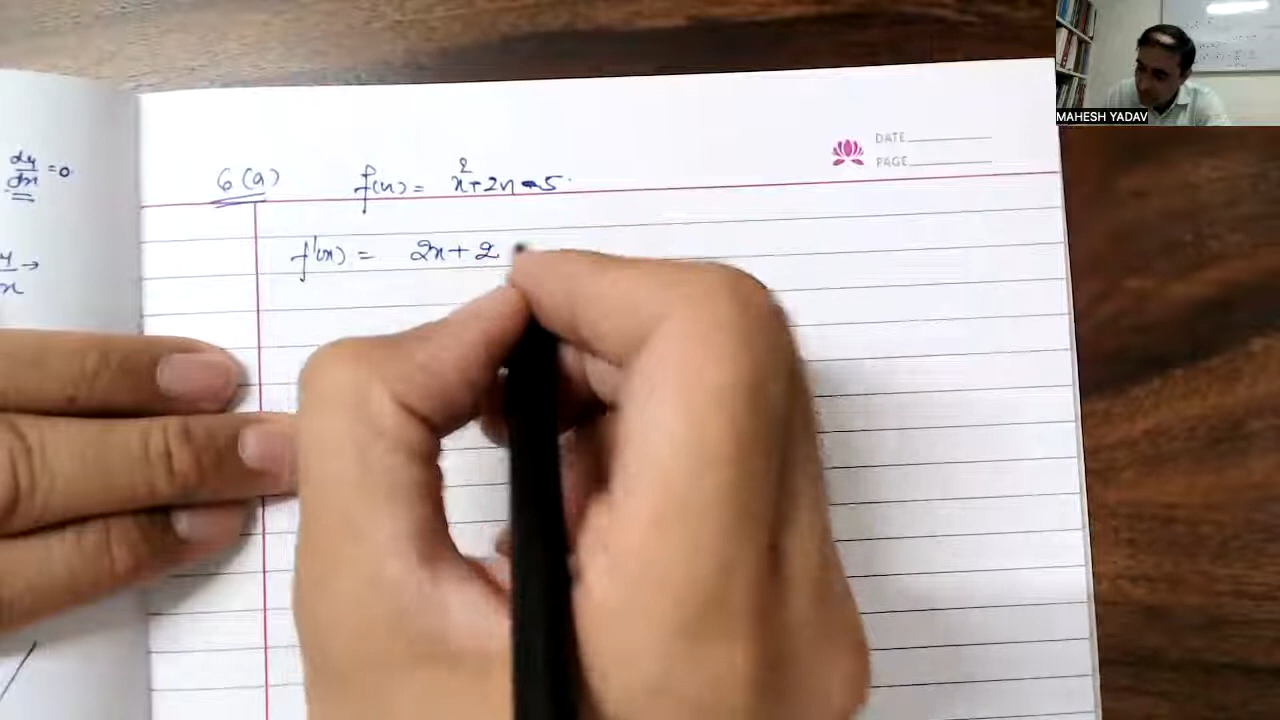 MAHESH YADAV
DATE
PAGE
dy/dx = 0
6 (a) f(x) = x² + 2x - 5.
f'(x) = 2x + 2